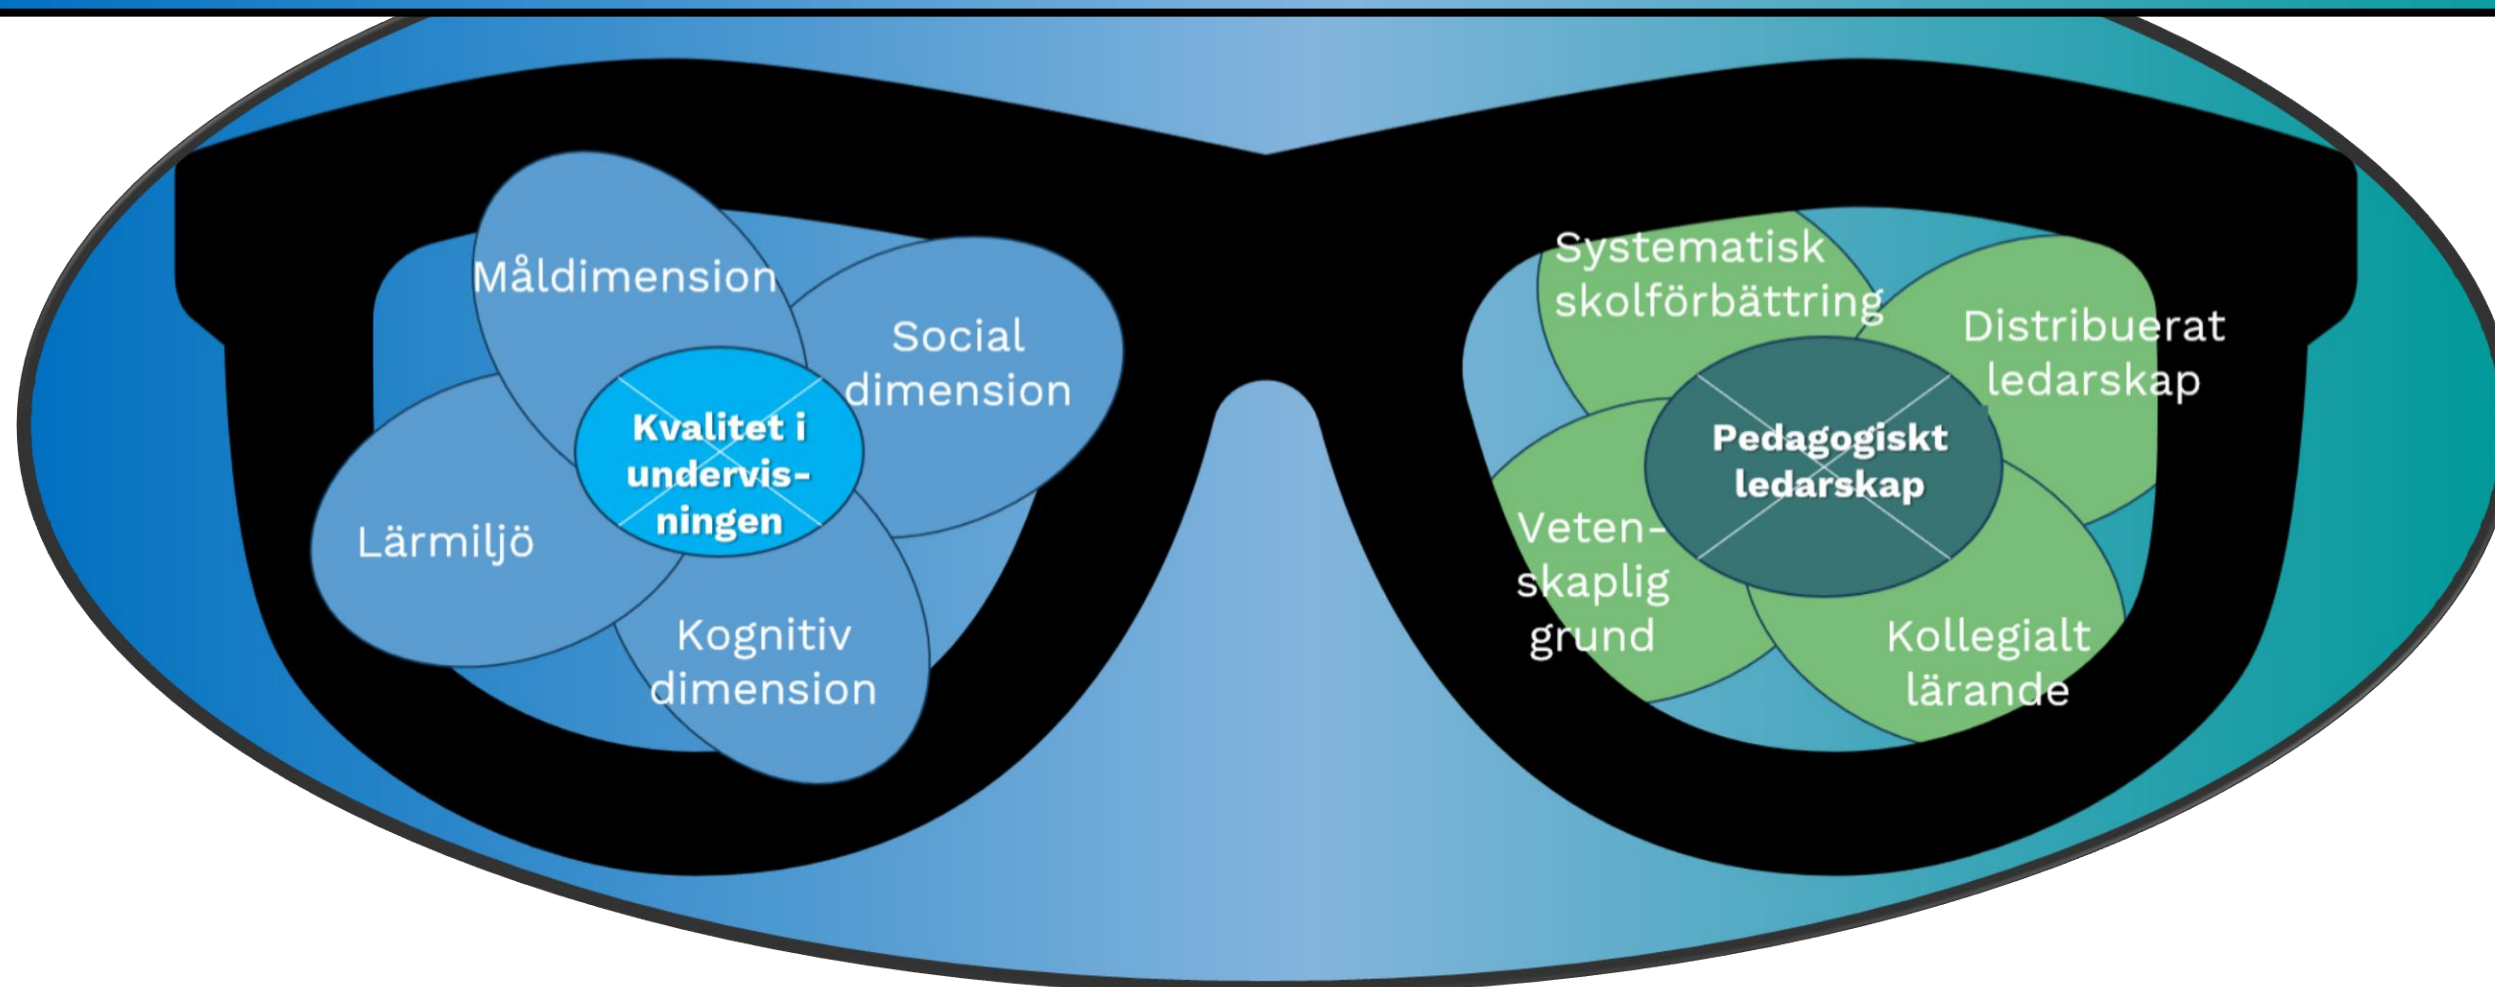 Måldimension
Social
dimension
Kvalitet i
undervis-
ningen
Lärmiljö
Kognitiv
dimension
Systematisk
skolförbättring
Distribuerat
ledarskap
Pedagogiskt
ledarskap
Veten-
skaplig
grund
Kollegialt
lärande